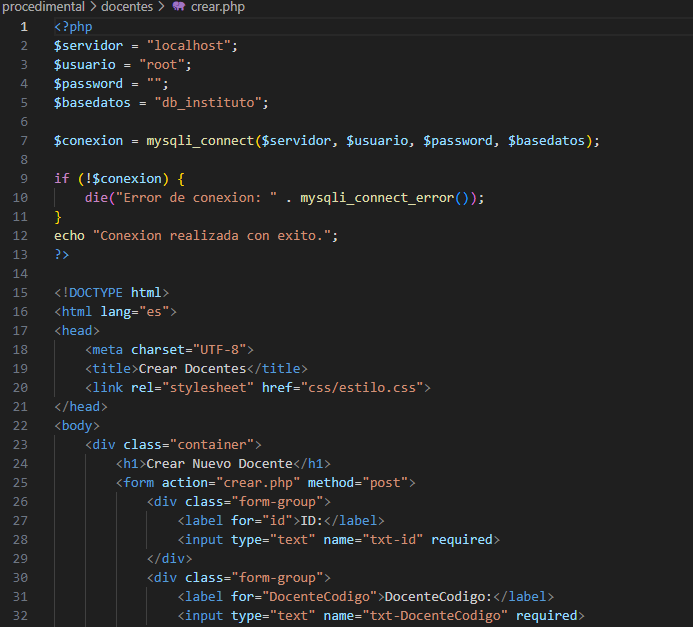 procedimental > docentes > crear.php
1 <?php
2 $servidor = "localhost";
3 $usuario = "root";
4 $password = "";
5 $basedatos = "db_instituto";
6
7 $conexion = mysqli_connect($servidor, $usuario, $password, $basedatos);
8
9 if (!$conexion) {
10     die("Error de conexion: " . mysqli_connect_error());
11 }
12 echo "Conexion realizada con exito.";
13 ?>
14
15 <!DOCTYPE html>
16 <html lang="es">
17 <head>
18     <meta charset="UTF-8">
19     <title>Crear Docentes</title>
20     <link rel="stylesheet" href="css/estilo.css">
21 </head>
22 <body>
23     <div class="container">
24         <h1>Crear Nuevo Docente</h1>
25         <form action="crear.php" method="post">
26             <div class="form-group">
27                 <label for="id">ID:</label>
28                 <input type="text" name="txt-id" required>
29             </div>
30             <div class="form-group">
31                 <label for="DocenteCodigo">DocenteCodigo:</label>
32                 <input type="text" name="txt-DocenteCodigo" required>